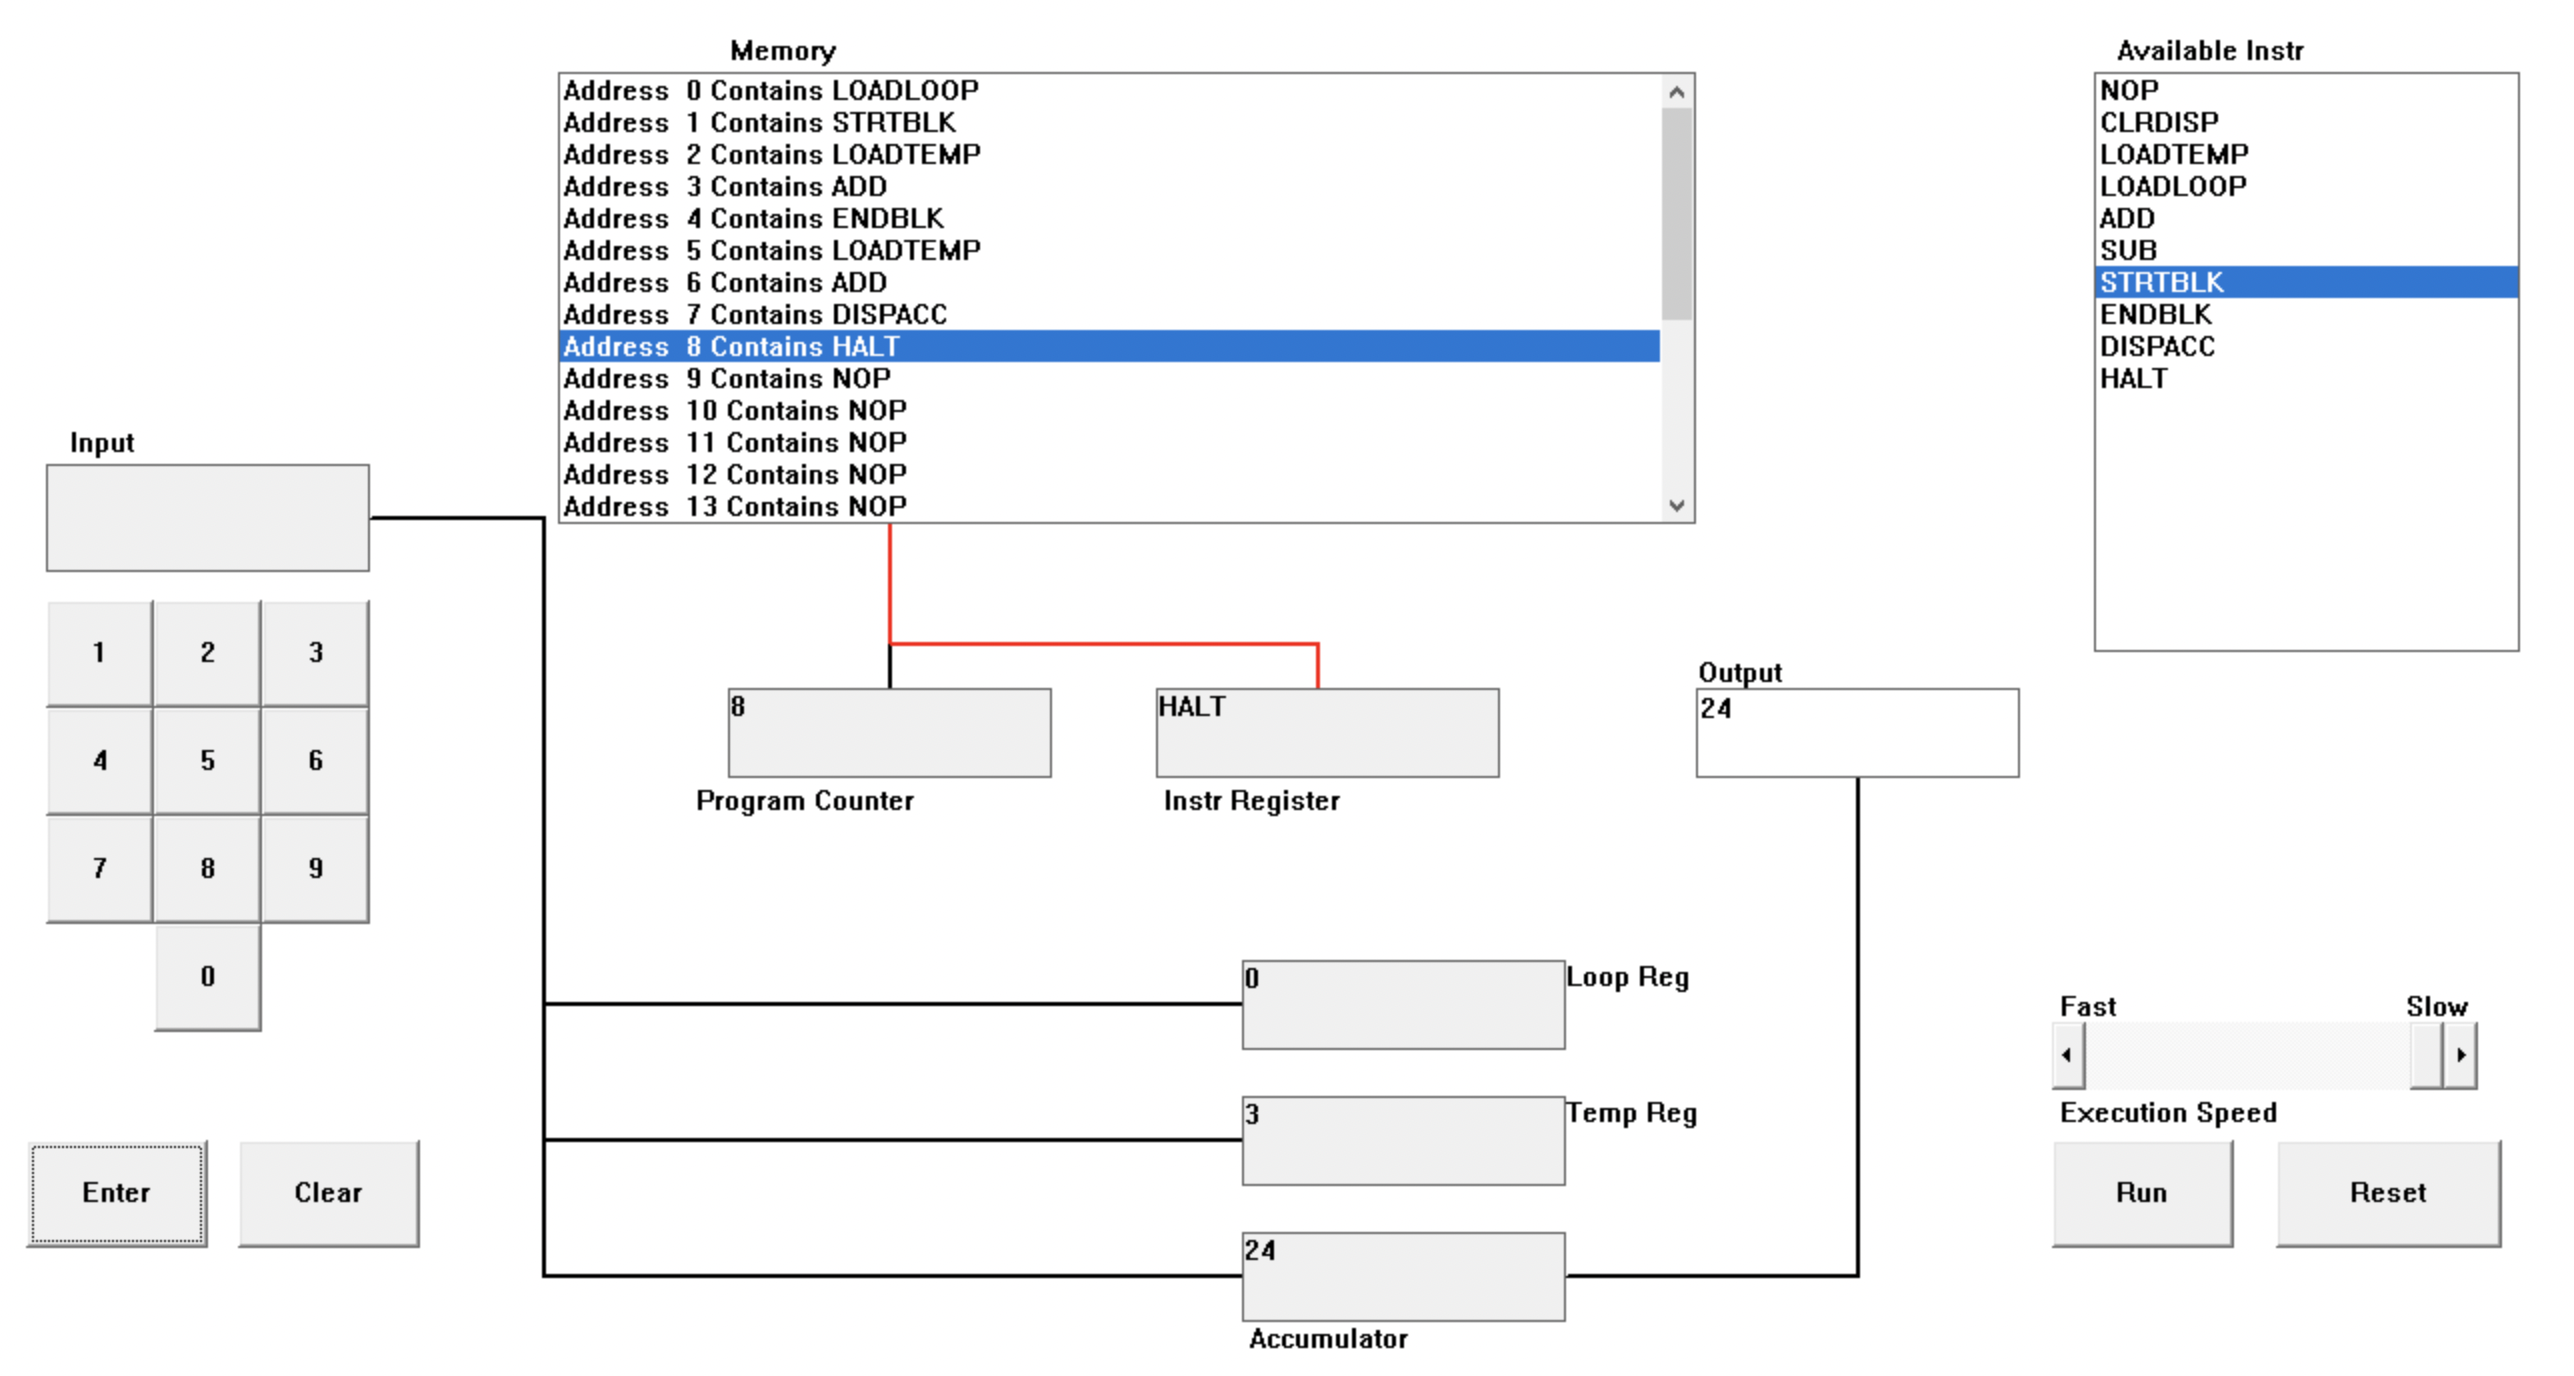 Memory
Address 0 Contains LOADLOOP
Address 1 Contains STRTBLK
Address 2 Contains LOADTEMP
Address 3 Contains ADD
Address 4 Contains ENDBLK
Address 5 Contains LOADTEMP
Address 6 Contains ADD
Address 7 Contains DISPACC
Address 8 Contains HALT
Address 9 Contains NOP
Address 10 Contains NOP
Address 11 Contains NOP
Address 12 Contains NOP
Address 13 Contains NOP
Available Instr
NOP
CLRDISP
LOADTEMP
LOADLOOP
ADD
SUB
STRTBLK
ENDBLK
DISPACC
HALT
Input
1 2 3
4 5 6
7 8 9
0
Enter Clear
8
Program Counter
HALT
Instr Register
Output
24
0
Loop Reg
3
Temp Reg
24
Accumulator
Fast Slow
Execution Speed
Run Reset